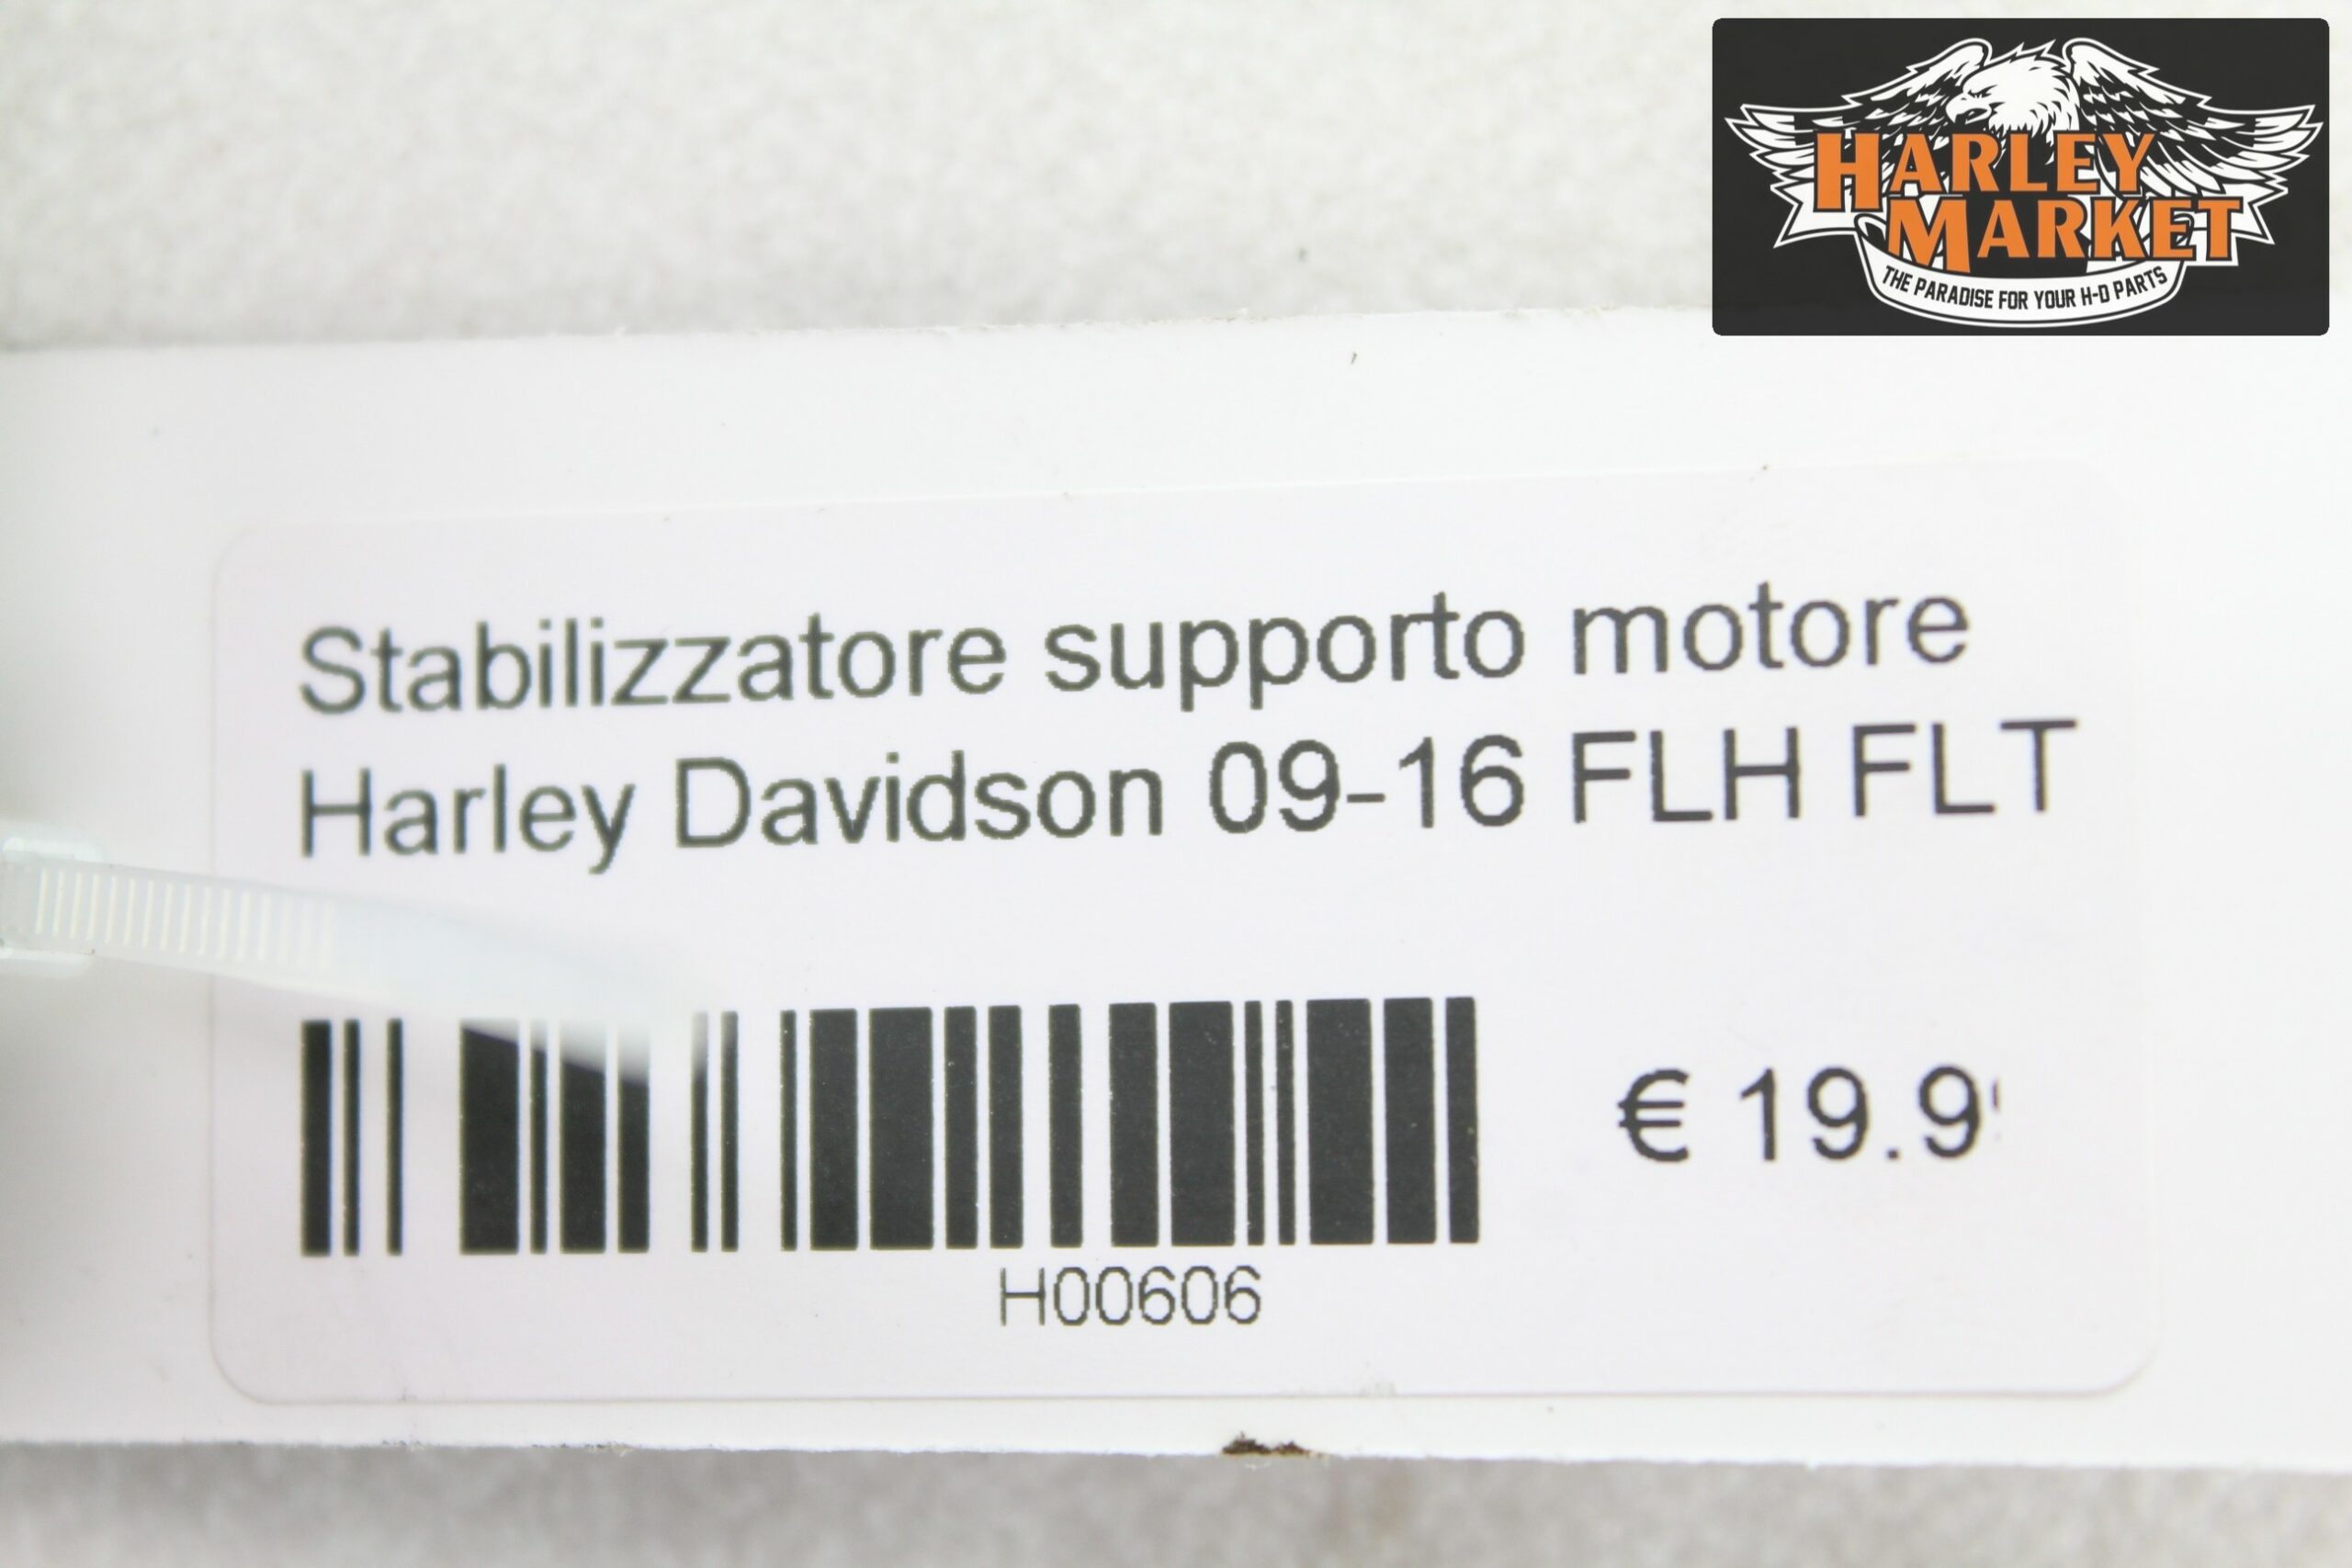 HARLEY
MARKET
THE PARADISE FOR YOUR H-D PARTS
Stabilizzatore supporto motore
Harley Davidson 09-16 FLH FLT
€ 19.9
H00606